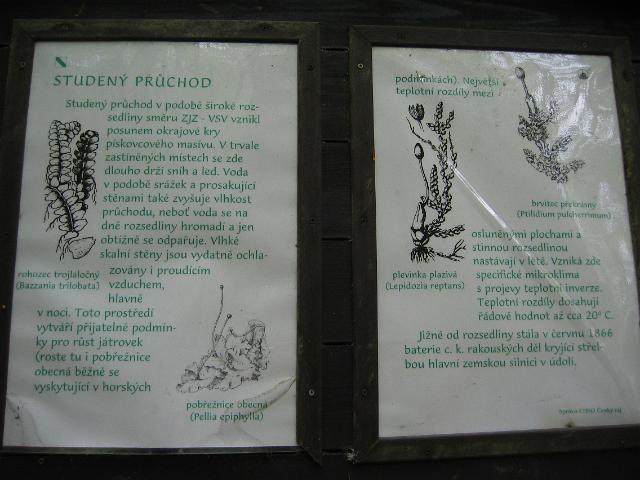 STUDENÝ PRŮCHOD
Studený průchod v podobě široké roz-
sedliny směru ZJZ - VSV vznikl
posunem okrajové kry
pískovcového masívu. V trvale
zastíněných místech se zde
dlouho drží sníh a led. Voda
v podobě srážek a prosakující
stěnami také zvyšuje vlhkost
průchodu, neboť voda se na
dně rozsedliny hromadí a jen
obtížně se odpařuje. Vlhké
skalní stěny jsou vydatně ochla-
zovány i proudícím
vzduchem,
hlavně
v noci. Toto prostředí
vytváří přijatelné podmín-
ky pro růst játrovek
(roste tu i pobřežnice
obecná běžně se
vyskytující v horských
rohozec trojlaločný
(Bazzania trilobata)
pobřežnice obecná
(Pellia epiphylla)
podmínkách). Největší
teplotní rozdíly mezi
brvitec překrásný
(Ptilidium pulcherrimum)
plevinka plazivá
(Lepidozia reptans)
osluněnými plochami a
stinnou rozsedlinou
nastávají v létě. Vzniká zde
specifické mikroklima
s projevy teplotní inverze.
Teplotní rozdíly dosahují
řádově hodnot až cca 20° C.
Jižně od rozsedliny stála v červnu 1866
baterie c. k. rakouských děl kryjící střel-
bou hlavní zemskou silnici v údolí.
Správa CHKO